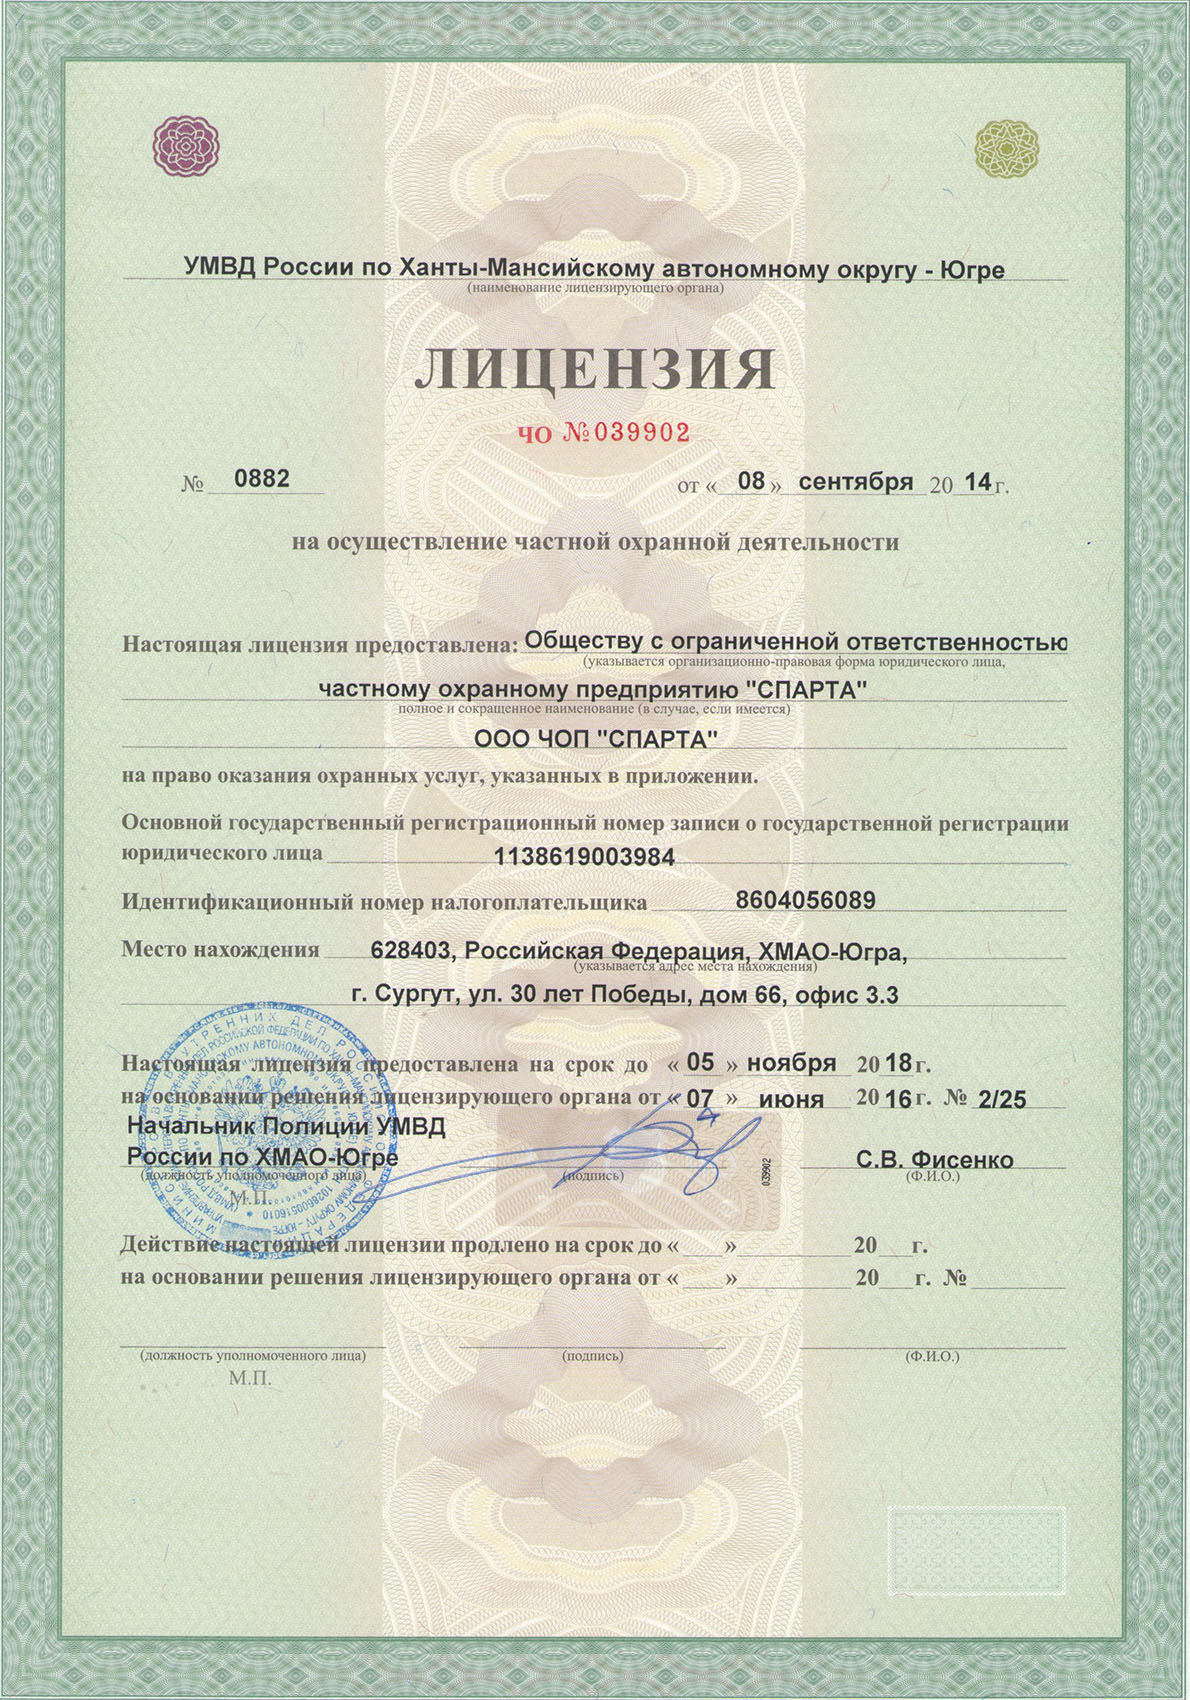 УМВД России по Ханты-Мансийскому автономному округу - Югре
(наименование лицензирующего органа)
ЛИЦЕНЗИЯ
ЧО №039902
№ 0882 от « 08 » сентября 2014 г.
на осуществление частной охранной деятельности
Настоящая лицензия предоставлена: Обществу с ограниченной ответственностью
(указывается организационно-правовая форма юридического лица,
частному охранному предприятию "СПАРТА"
полное и сокращенное наименование (в случае, если имеется)
ООО ЧОП "СПАРТА"
на право оказания охранных услуг, указанных в приложении.
Основной государственный регистрационный номер записи о государственной регистрации
юридического лица 1138619003984
Идентификационный номер налогоплательщика 8604056089
Место нахождения 628403, Российская Федерация, ХМАО-Югра,
(указывается адрес места нахождения)
г. Сургут, ул. 30 лет Победы, дом 66, офис 3.3
Настоящая лицензия предоставлена на срок до « 05 » ноября 2018 г.
на основании решения лицензирующего органа от « 07 » июня 2016 г. № 2/25
Начальник Полиции УМВД
России по ХМАО-Югре С.В. Фисенко
(должность уполномоченного лица) (подпись) (Ф.И.О.)
039902
М.П.
Действие настоящей лицензии продлено на срок до « » 20 г.
на основании решения лицензирующего органа от « » 20 г. №
(должность уполномоченного лица) (подпись) (Ф.И.О.)
М.П.